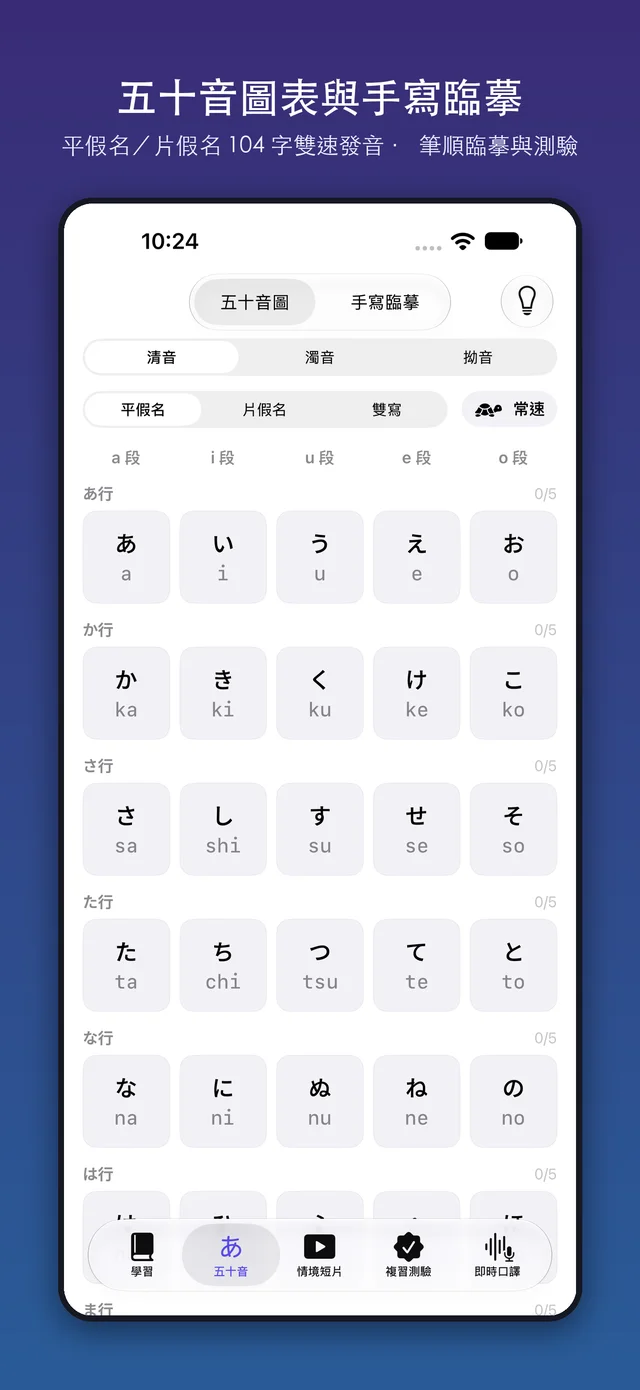 五十音圖表與手寫臨摹
平假名／片假名 104 字雙速發音· 筆順臨摹與測驗
10:24
五十音圖 手寫臨摹
清音 濁音 拗音
平假名 片假名 雙寫 常速
a 段 i 段 u 段 e 段 o 段
あ行 0/5
あ い う え お
a i u e o
か行 0/5
か き く け こ
ka ki ku ke ko
さ行 0/5
さ し す せ そ
sa shi su se so
た行 0/5
た ち つ て と
ta chi tsu te to
な行 0/5
な に ぬ ね の
na ni nu ne no
は行 0/5
あ
學習 五十音 情境短片 複習測驗 即時口譯
ま行 0/5